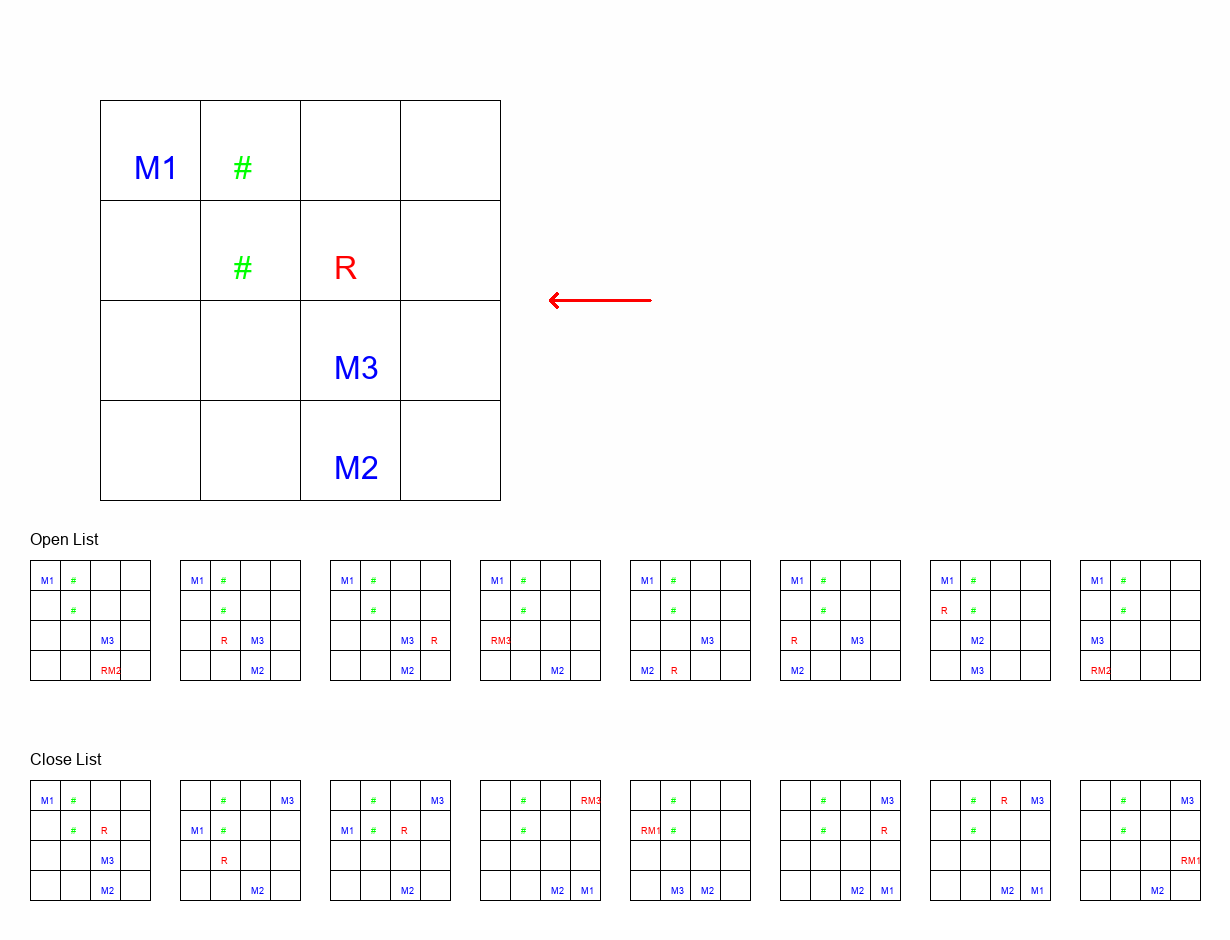 M1 #
# R
M3
M2
Open List
M1 # M1 # M1 # M1 # M1 # M1 # M1 # M1 #
# # # # # # R # #
M3 R M3 M3 R RM3 M3 R M3 M2 M3
RM2 M2 M2 M2 M2 R M2 M3 RM2
Close List
M1 # # M3 # M3 # RM3 # # M3 # R M3 # M3
# R M1 # M1 # R # RM1 # # R # #
M3 R RM1
M2 M2 M2 M2 M1 M3 M2 M2 M1 M2 M1 M2